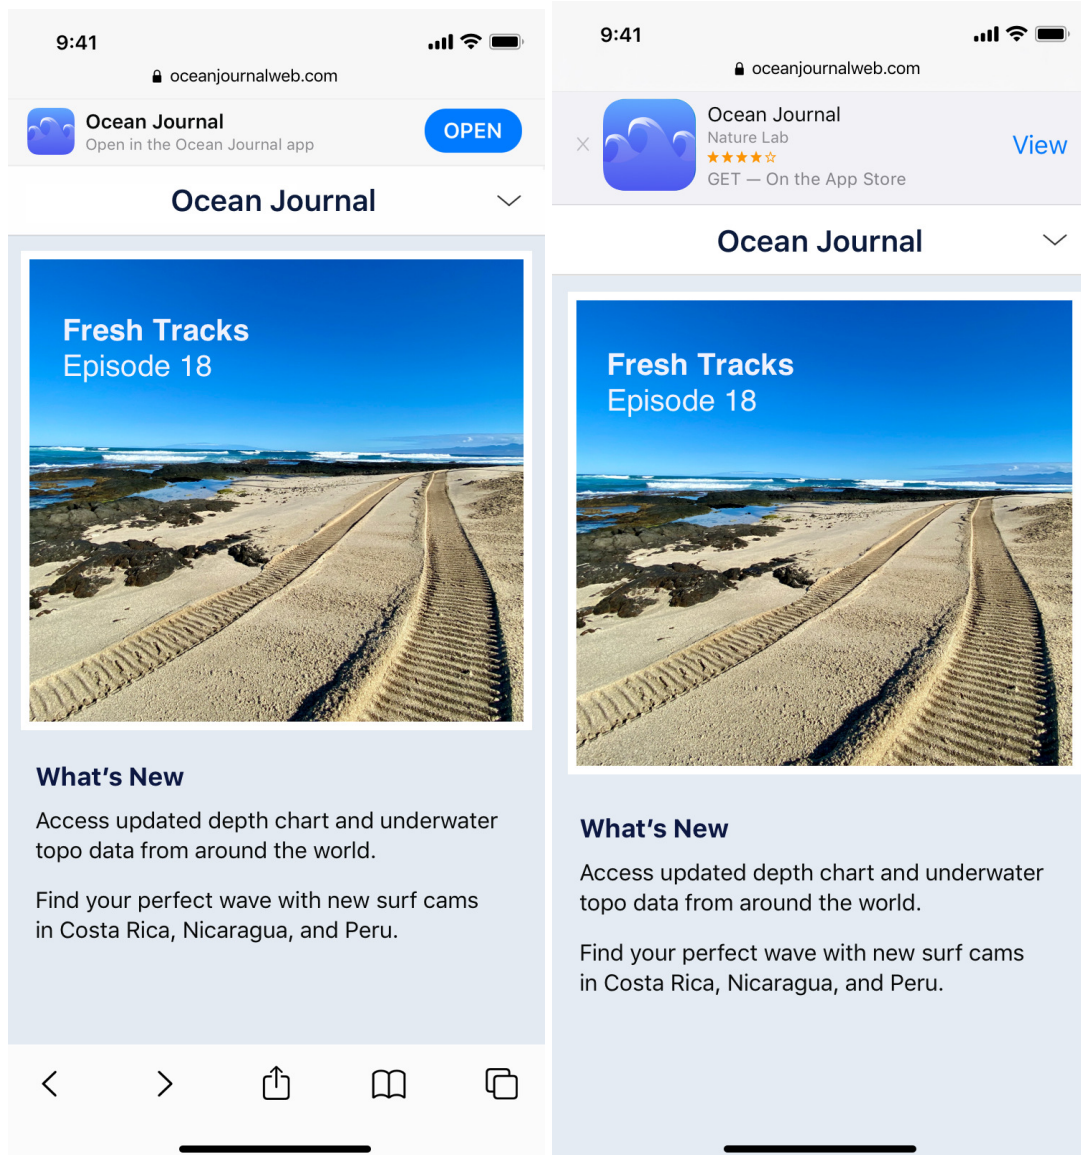 9:41
oceanjournalweb.com
Ocean Journal
Open in the Ocean Journal app
OPEN
Ocean Journal
Fresh Tracks
Episode 18
What's New
Access updated depth chart and underwater
topo data from around the world.
Find your perfect wave with new surf cams
in Costa Rica, Nicaragua, and Peru.
9:41
oceanjournalweb.com
Ocean Journal
Nature Lab
GET — On the App Store
View
Ocean Journal
Fresh Tracks
Episode 18
What's New
Access updated depth chart and underwater
topo data from around the world.
Find your perfect wave with new surf cams
in Costa Rica, Nicaragua, and Peru.